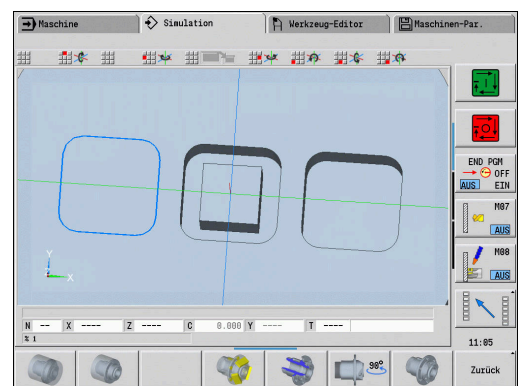 Maschine Simulation Werkzeug-Editor Maschinen-Par.
END PGM
OFF
AUS EIN
M07
AUS
M08
AUS
Y
Z X
N -- X ---- Z ---- C 0.000 Y ---- T ----
% 1
11:05
90°
Zurück